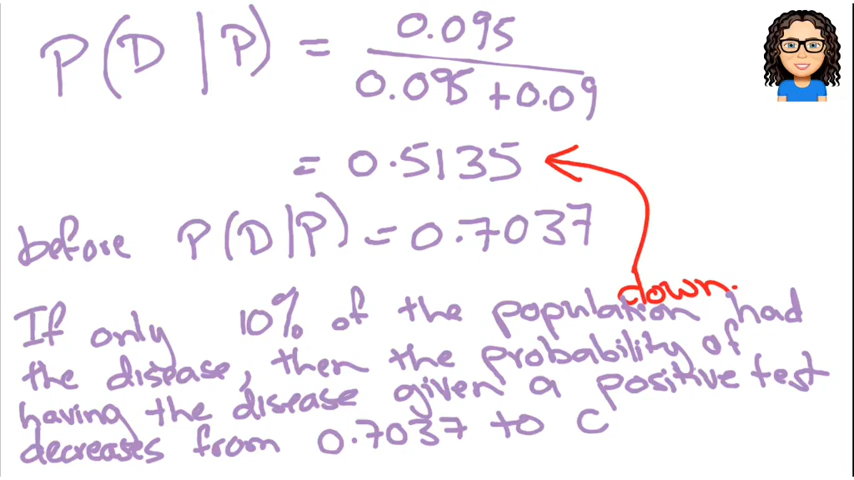 P(D | P) = 0.095 / 0.095 + 0.09
= 0.5135
before P(D|P) = 0.7037
down.
If only 10% of the population had
the disease, then the probability of
having the disease given a positive test
decreases from 0.7037 to C